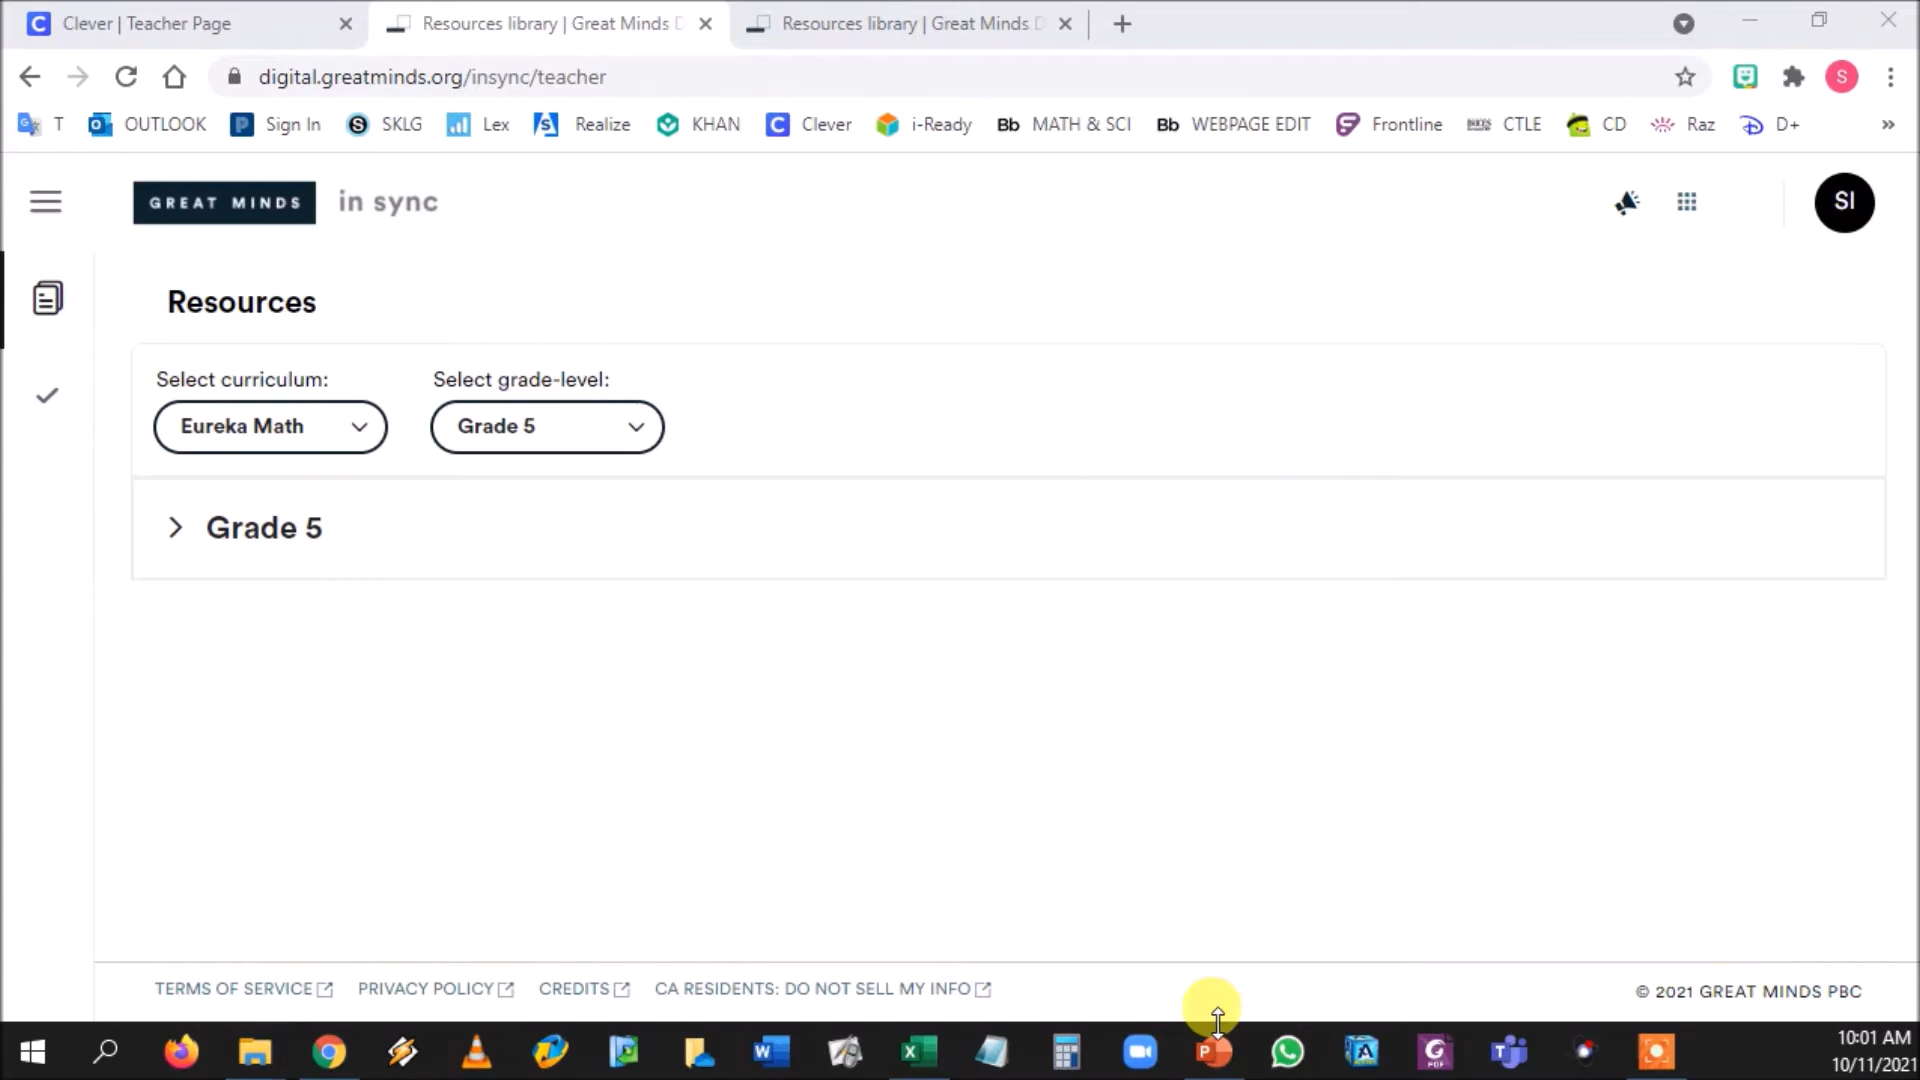 Clever | Teacher Page
Resources library | Great Minds D
Resources library | Great Minds D
digital.greatminds.org/insync/teacher
S
T
OUTLOOK
Sign In
SKLG
Lex
Realize
KHAN
Clever
i-Ready
Bb MATH & SCI
Bb WEBPAGE EDIT
Frontline
CTLE
CD
Raz
D+
GREAT MINDS in sync
SI
Resources
Select curriculum: Select grade-level:
Eureka Math Grade 5
Grade 5
TERMS OF SERVICE PRIVACY POLICY CREDITS CA RESIDENTS: DO NOT SELL MY INFO
© 2021 GREAT MINDS PBC
10:01 AM
10/11/2021